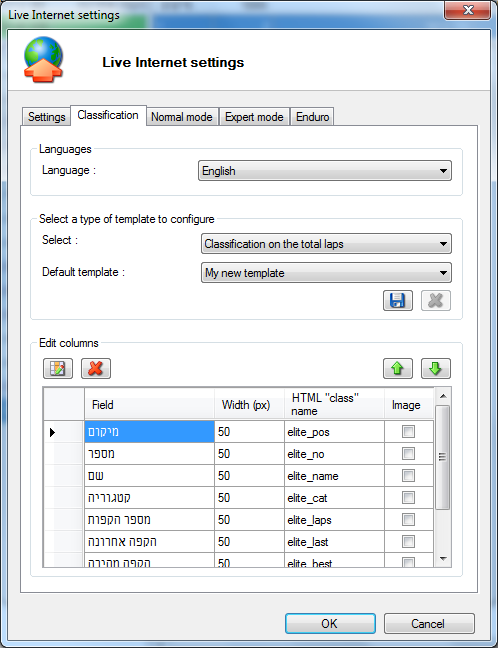 Live Internet settings
Live Internet settings
Settings Classification Normal mode Expert mode Enduro
Languages
Language : English
Select a type of template to configure
Select : Classification on the total laps
Default template : My new template
Edit columns
Field Width (px) HTML "class" name Image
מיקום 50 elite_pos
מספר 50 elite_no
שם 50 elite_name
קטגוריה 50 elite_cat
מספר הקפות 50 elite_laps
הקפה אחרונה 50 elite_last
הקפה מהירה 50 elite_best
OK Cancel